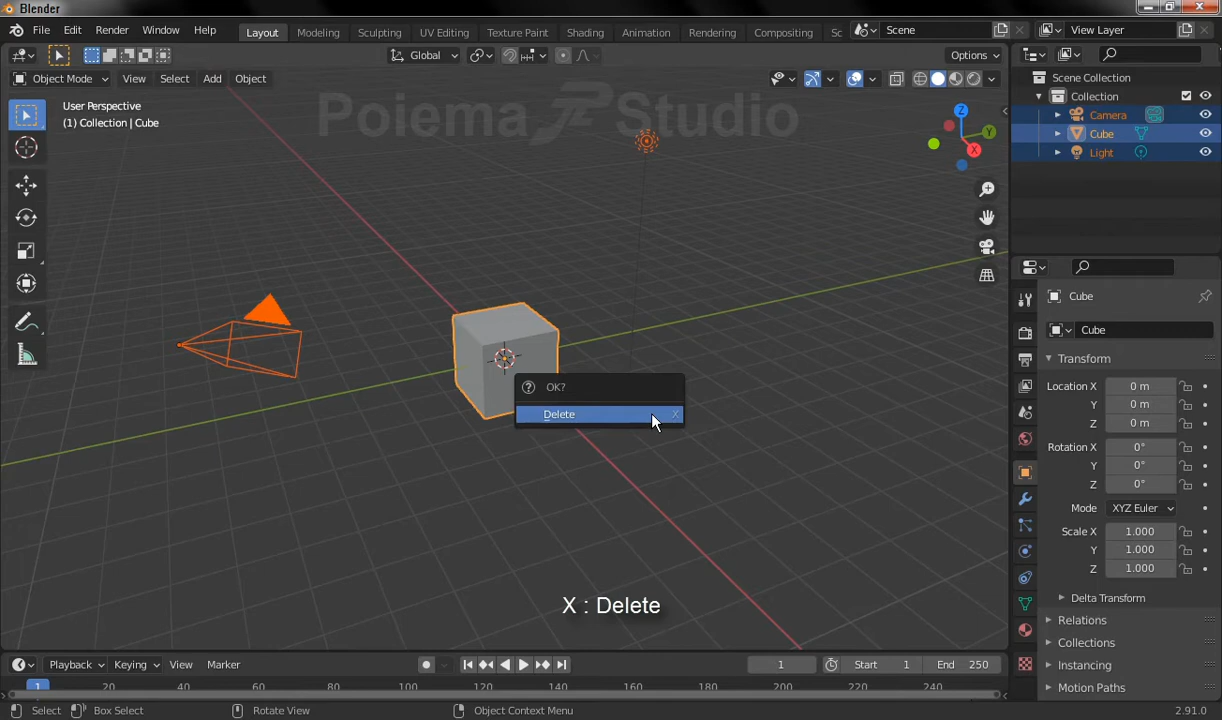 Blender
File Edit Render Window Help Layout Modeling Sculpting UV Editing Texture Paint Shading Animation Rendering Compositing Sc Scene View Layer
Global Options
Object Mode View Select Add Object
User Perspective
(1) Collection | Cube
Poiema Studio
Z
Y
X
OK?
Delete X
X : Delete
Scene Collection
Collection
Camera
Cube
Light
Cube
Cube
Transform
Location X 0 m
Y 0 m
Z 0 m
Rotation X 0°
Y 0°
Z 0°
Mode XYZ Euler
Scale X 1.000
Y 1.000
Z 1.000
Delta Transform
Relations
Collections
Instancing
Motion Paths
Playback Keying View Marker 1 Start 1 End 250
1 20 40 60 80 100 120 140 160 180 200 220 240
Select Box Select Rotate View Object Context Menu 2.91.0